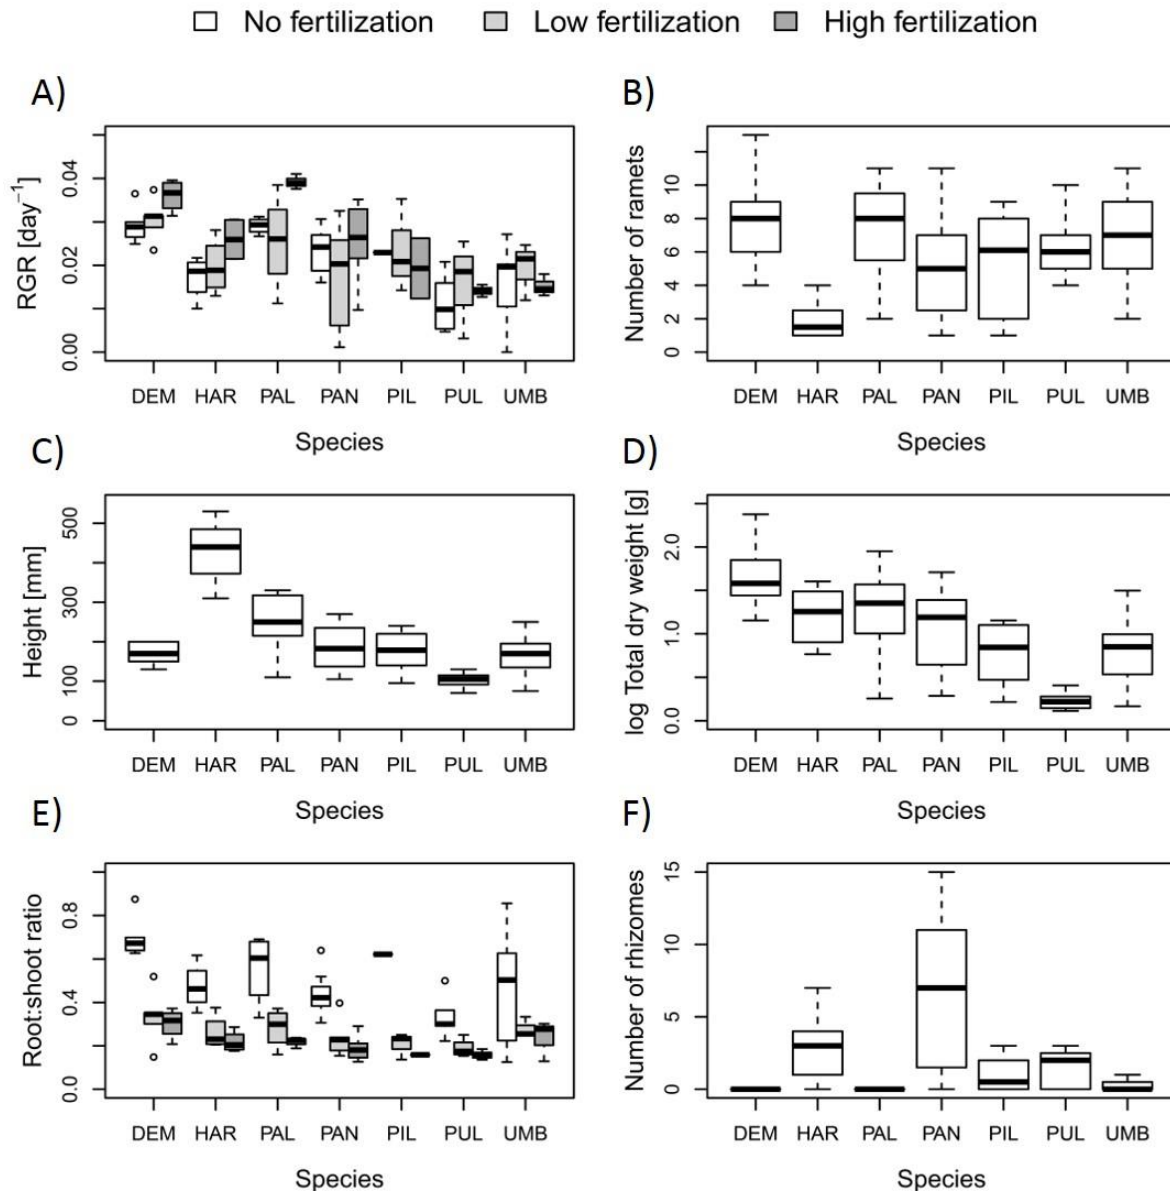 No fertilization Low fertilization High fertilization
A)
RGR [day⁻¹]
0.04
0.02
0.00
DEM HAR PAL PAN PIL PUL UMB
Species
B)
Number of ramets
10
8
6
4
2
0
DEM HAR PAL PAN PIL PUL UMB
Species
C)
Height [mm]
500
300
100
0
DEM HAR PAL PAN PIL PUL UMB
Species
D)
log Total dry weight [g]
2.0
1.0
0.0
DEM HAR PAL PAN PIL PUL UMB
Species
E)
Root:shoot ratio
0.8
0.4
0.0
DEM HAR PAL PAN PIL PUL UMB
Species
F)
Number of rhizomes
15
10
5
0
DEM HAR PAL PAN PIL PUL UMB
Species